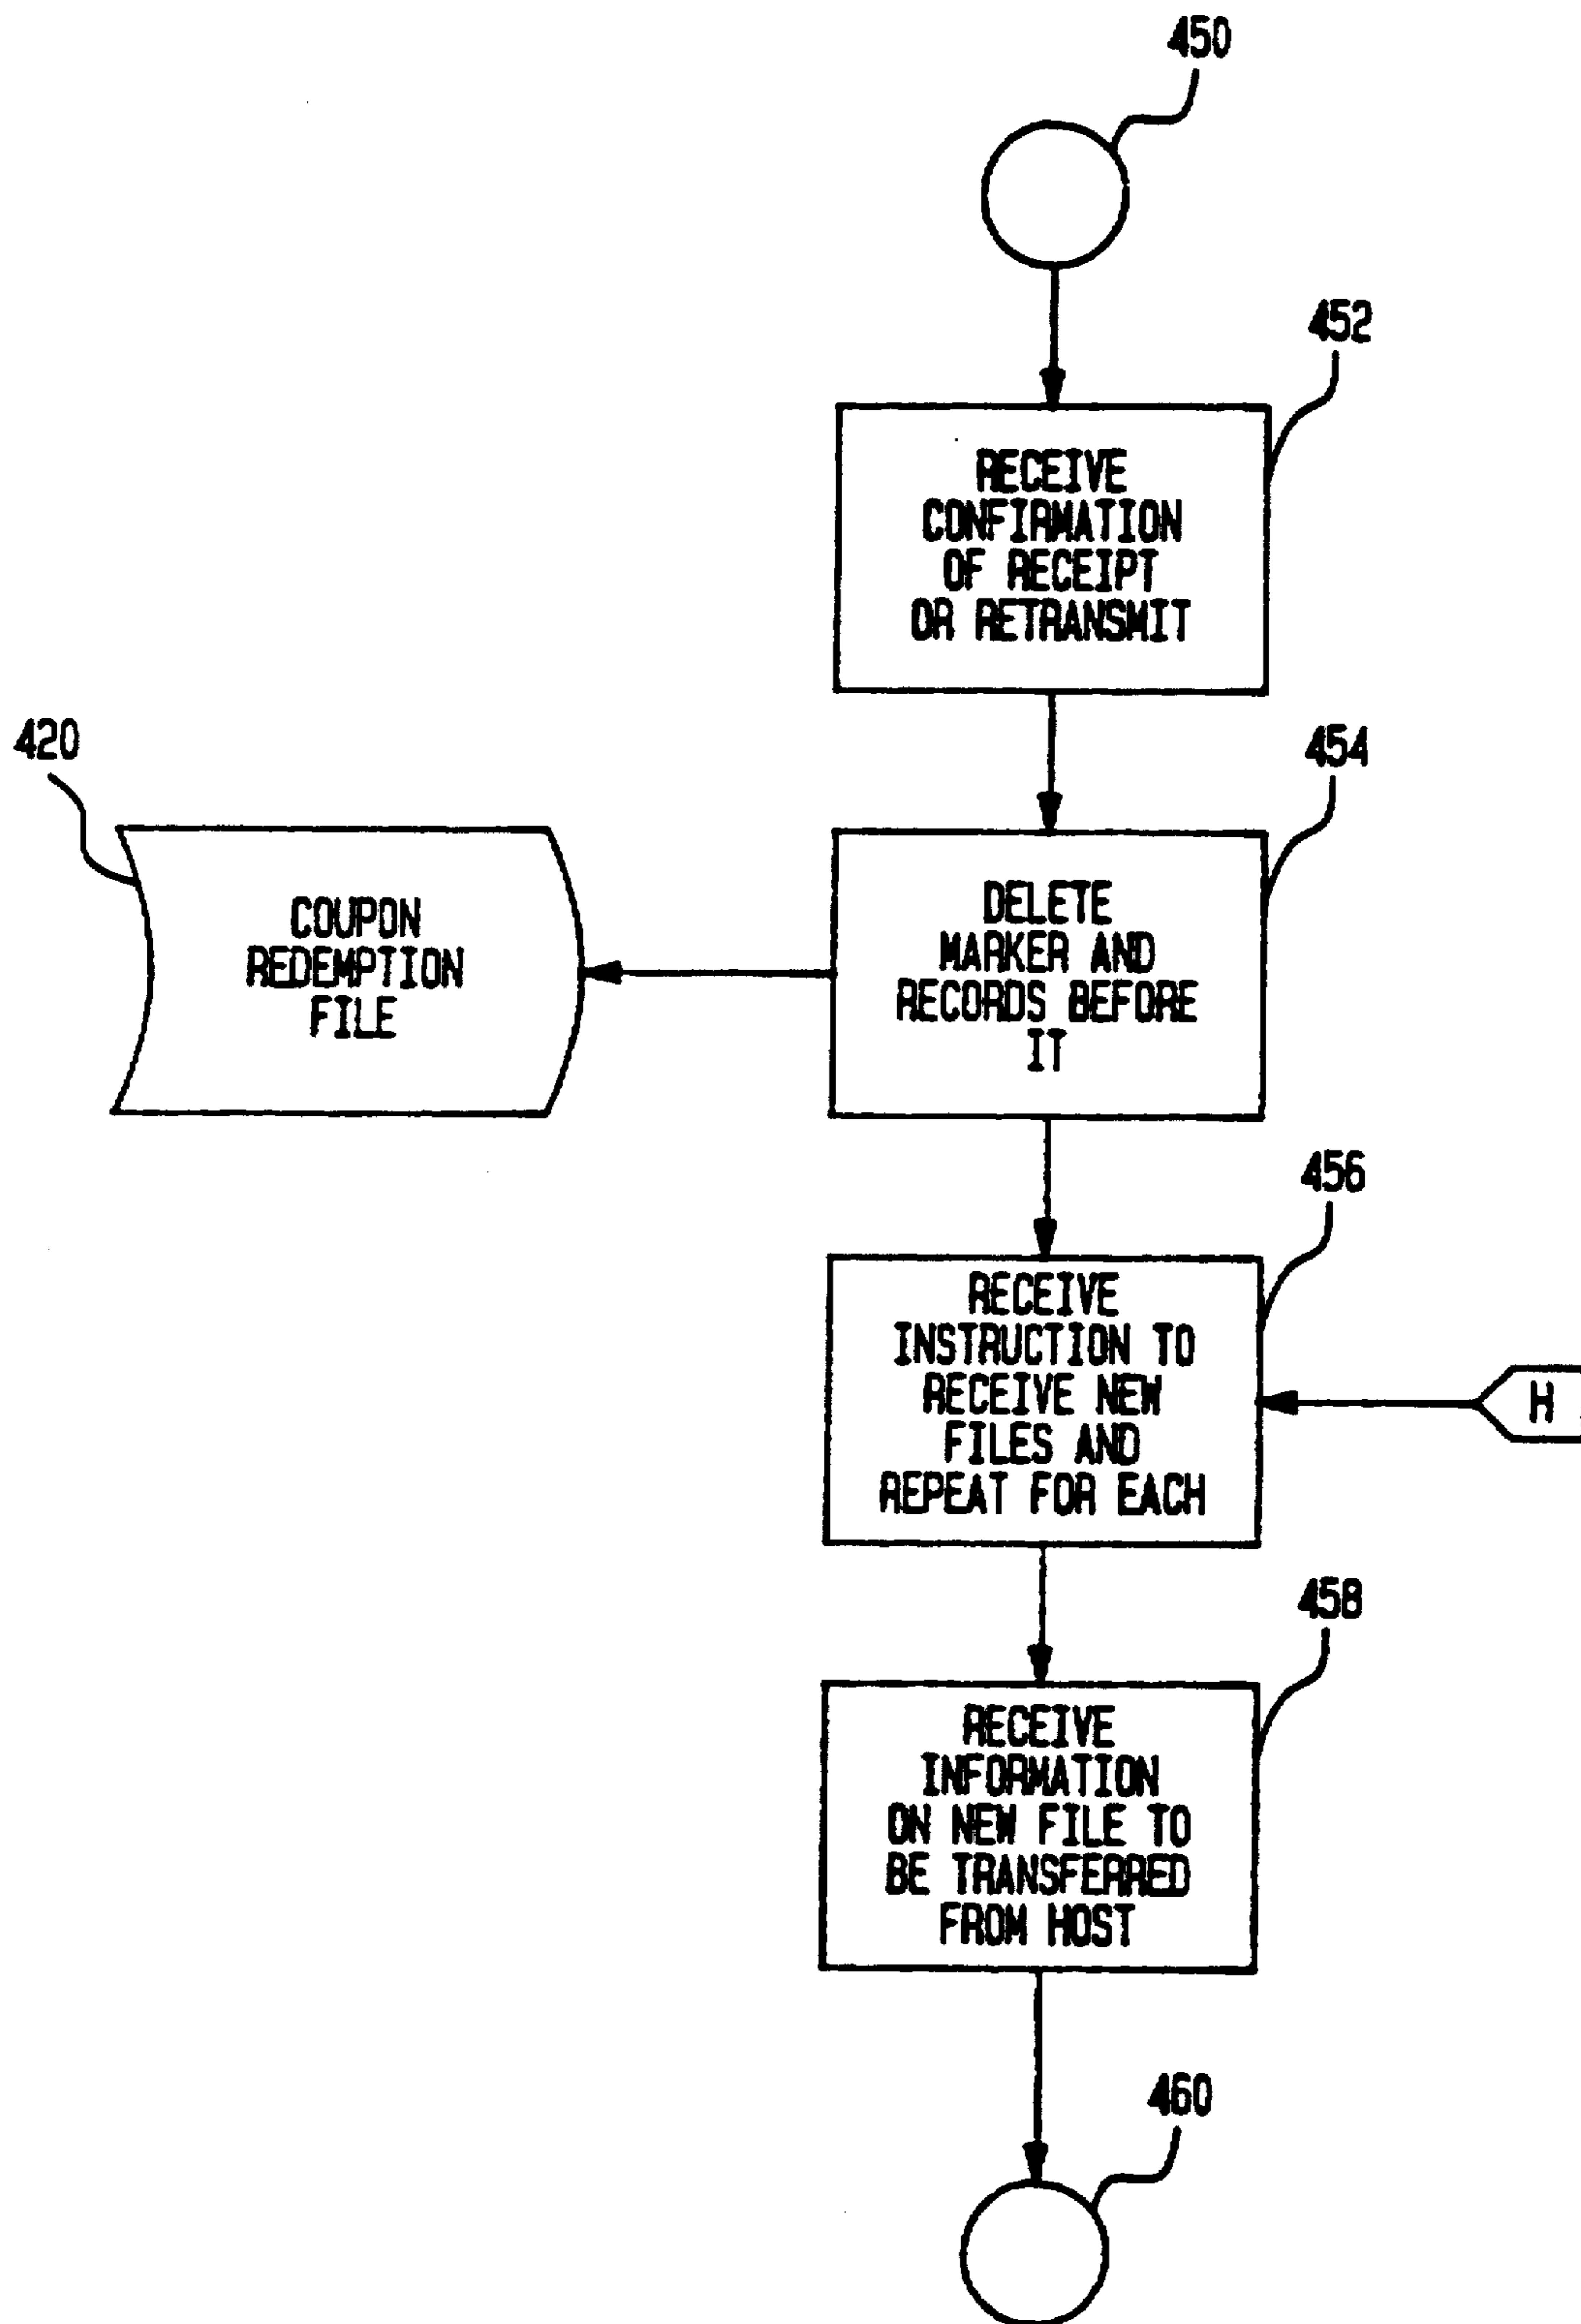 450
452
RECEIVE
CONFIRMATION
OF RECEIPT
OR RETRANSMIT
420
454
COUPON
REDEMPTION
FILE
DELETE
MARKER AND
RECORDS BEFORE
IT
456
RECEIVE
INSTRUCTION TO
RECEIVE NEW
FILES AND
REPEAT FOR EACH
H
458
RECEIVE
INFORMATION
ON NEW FILE TO
BE TRANSFERRED
FROM HOST
460